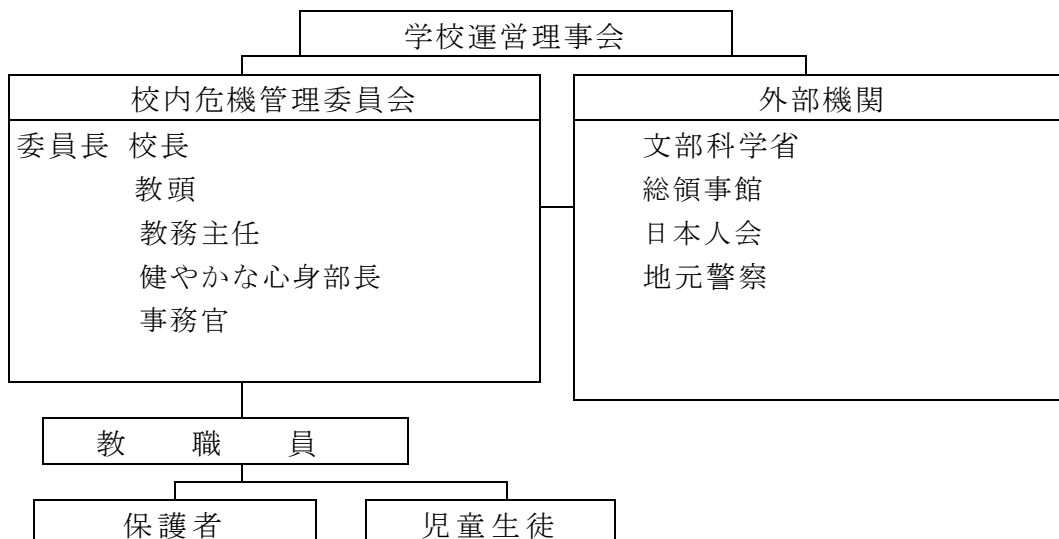 学校運営理事会
校内危機管理委員会
委員長 校長
教頭
教務主任
健やかな心身部長
事務官
外部機関
文部科学省
総領事館
日本人会
地元警察
教 職 員
保護者
児童生徒